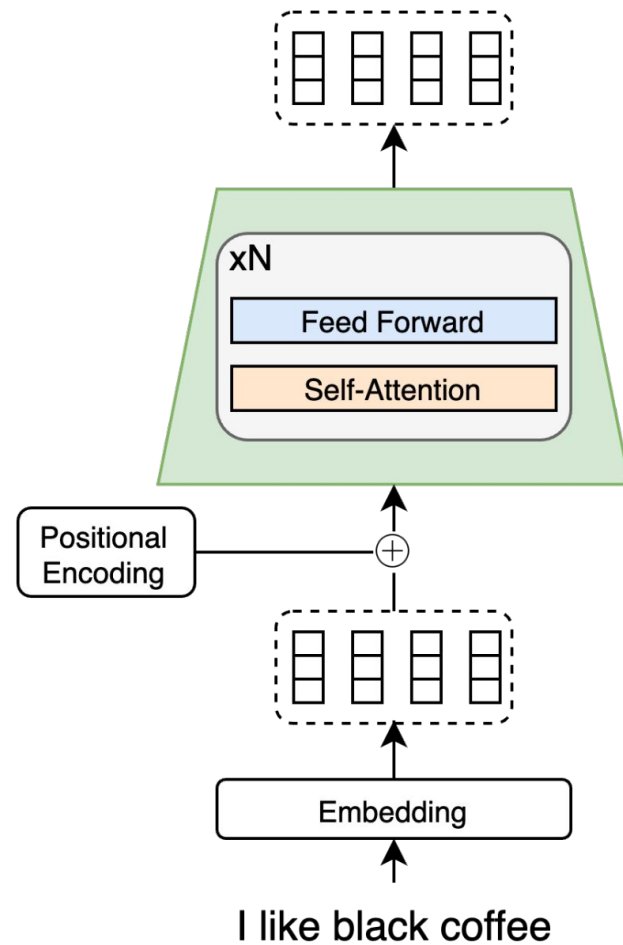 xN
Feed Forward
Self-Attention
Positional
Encoding
Embedding
I like black coffee